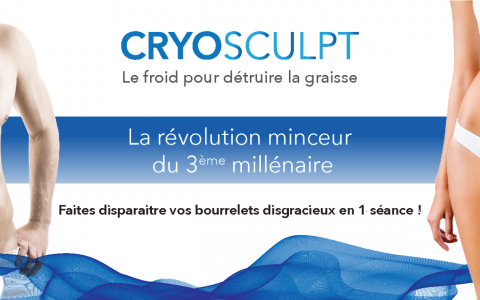 CRYOSCULPT
Le froid pour détruire la graisse
La révolution minceur
du 3ème millénaire
Faites disparaitre vos bourrelets disgracieux en 1 séance !